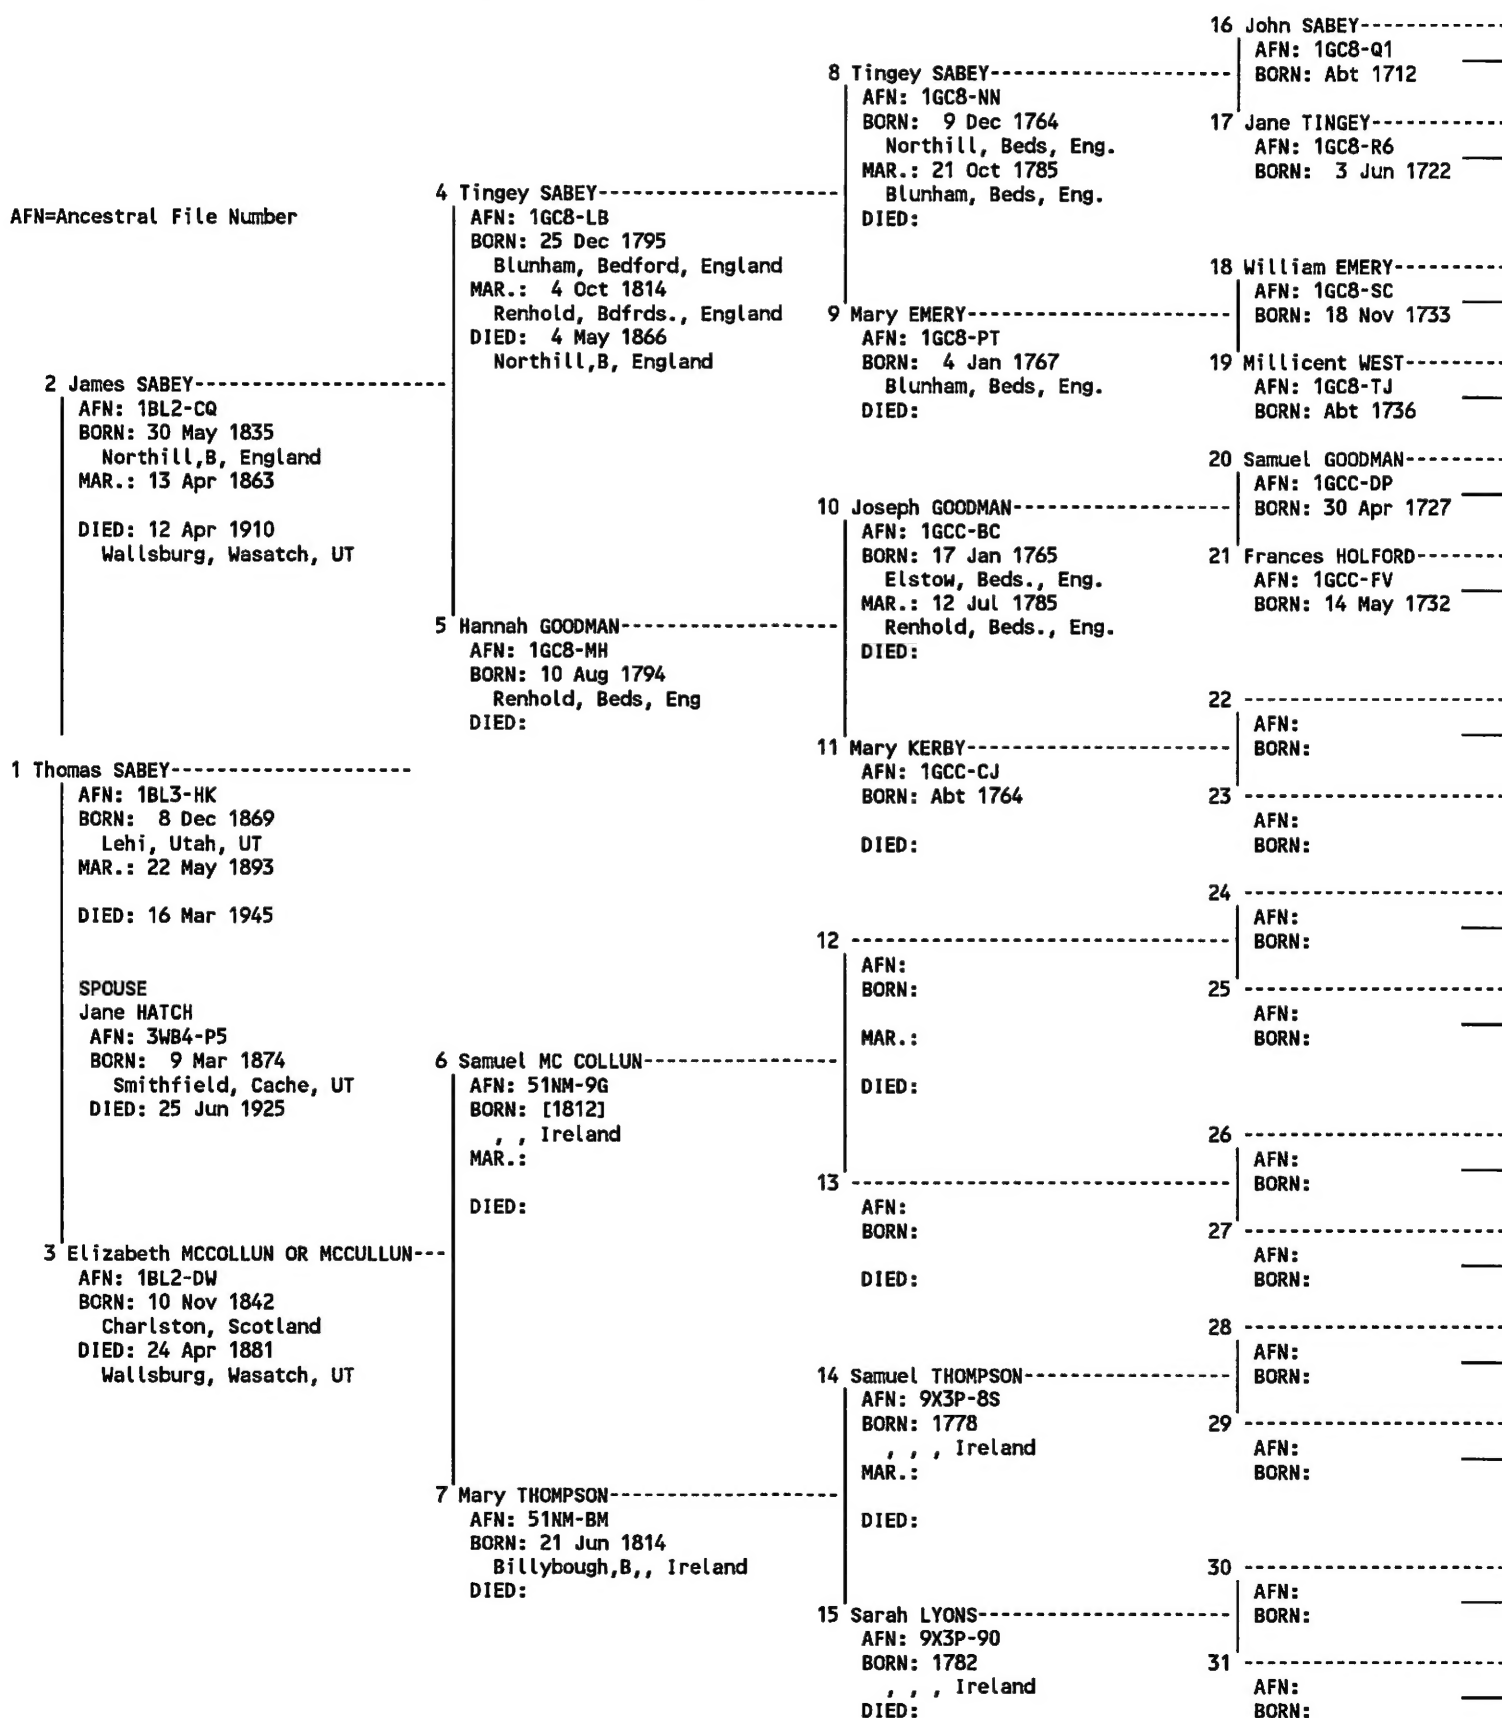 AFN=Ancestral File Number
1 Thomas SABEY---------------------
AFN: 1BL3-HK
BORN:  8 Dec 1869
Lehi, Utah, UT
MAR.: 22 May 1893
DIED: 16 Mar 1945
SPOUSE
Jane HATCH
AFN: 3WB4-P5
BORN:  9 Mar 1874
Smithfield, Cache, UT
DIED: 25 Jun 1925
2 James SABEY----------------------
AFN: 1BL2-CQ
BORN: 30 May 1835
Northill,B, England
MAR.: 13 Apr 1863
DIED: 12 Apr 1910
Wallsburg, Wasatch, UT
3 Elizabeth MCCOLLUN OR MCCULLUN---
AFN: 1BL2-DW
BORN: 10 Nov 1842
Charlston, Scotland
DIED: 24 Apr 1881
Wallsburg, Wasatch, UT
4 Tingey SABEY---------------------
AFN: 1GC8-LB
BORN: 25 Dec 1795
Blunham, Bedford, England
MAR.:  4 Oct 1814
Renhold, Bdfrds., England
DIED:  4 May 1866
Northill,B, England
5 Hannah GOODMAN-------------------
AFN: 1GC8-MH
BORN: 10 Aug 1794
Renhold, Beds, Eng
DIED:
6 Samuel MC COLLUN-----------------
AFN: 51NM-9G
BORN: [1812]
, , Ireland
MAR.:
DIED:
7 Mary THOMPSON--------------------
AFN: 51NM-BM
BORN: 21 Jun 1814
Billybough,B,, Ireland
DIED:
8 Tingey SABEY---------------------
AFN: 1GC8-NN
BORN:  9 Dec 1764
Northill, Beds, Eng.
MAR.: 21 Oct 1785
Blunham, Beds, Eng.
DIED:
9 Mary EMERY-----------------------
AFN: 1GC8-PT
BORN:  4 Jan 1767
Blunham, Beds, Eng.
DIED:
10 Joseph GOODMAN-------------------
AFN: 1GCC-BC
BORN: 17 Jan 1765
Elstow, Beds., Eng.
MAR.: 12 Jul 1785
Renhold, Beds., Eng.
DIED:
11 Mary KERBY-----------------------
AFN: 1GCC-CJ
BORN: Abt 1764
DIED:
12 ---------------------------------
AFN:
BORN:
MAR.:
DIED:
13 ---------------------------------
AFN:
BORN:
DIED:
14 Samuel THOMPSON------------------
AFN: 9X3P-8S
BORN: 1778
, , , Ireland
MAR.:
DIED:
15 Sarah LYONS----------------------
AFN: 9X3P-90
BORN: 1782
, , , Ireland
DIED:
16 John SABEY------------
AFN: 1GC8-Q1
BORN: Abt 1712
17 Jane TINGEY-----------
AFN: 1GC8-R6
BORN:  3 Jun 1722
18 William EMERY---------
AFN: 1GC8-SC
BORN: 18 Nov 1733
19 Millicent WEST--------
AFN: 1GC8-TJ
BORN: Abt 1736
20 Samuel GOODMAN--------
AFN: 1GCC-DP
BORN: 30 Apr 1727
21 Frances HOLFORD-------
AFN: 1GCC-FV
BORN: 14 May 1732
22 ----------------------
AFN:
BORN:
23 ----------------------
AFN:
BORN:
24 ----------------------
AFN:
BORN:
25 ----------------------
AFN:
BORN:
26 ----------------------
AFN:
BORN:
27 ----------------------
AFN:
BORN:
28 ----------------------
AFN:
BORN:
29 ----------------------
AFN:
BORN:
30 ----------------------
AFN:
BORN:
31 ----------------------
AFN:
BORN: